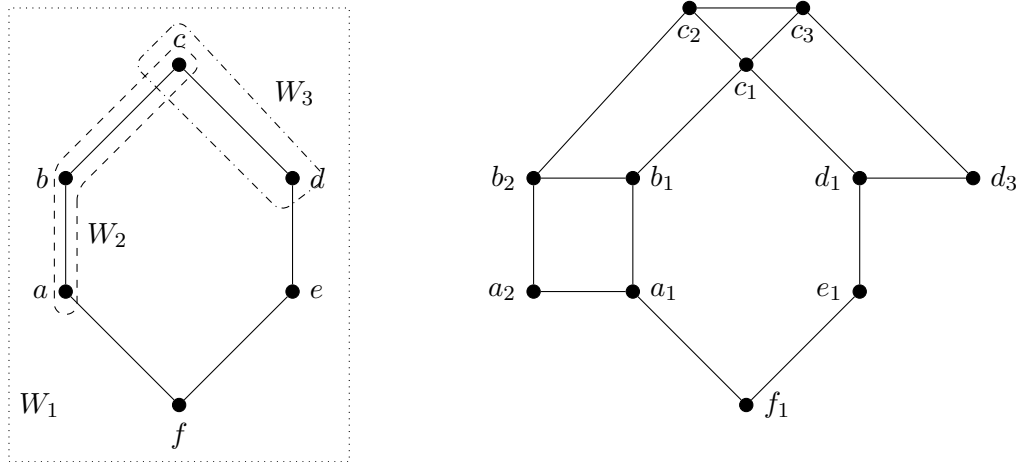 c
W₃
b
d
W₂
a
e
W₁
f
c₂
c₃
c₁
b₂
b₁
d₁
d₃
a₂
a₁
e₁
f₁